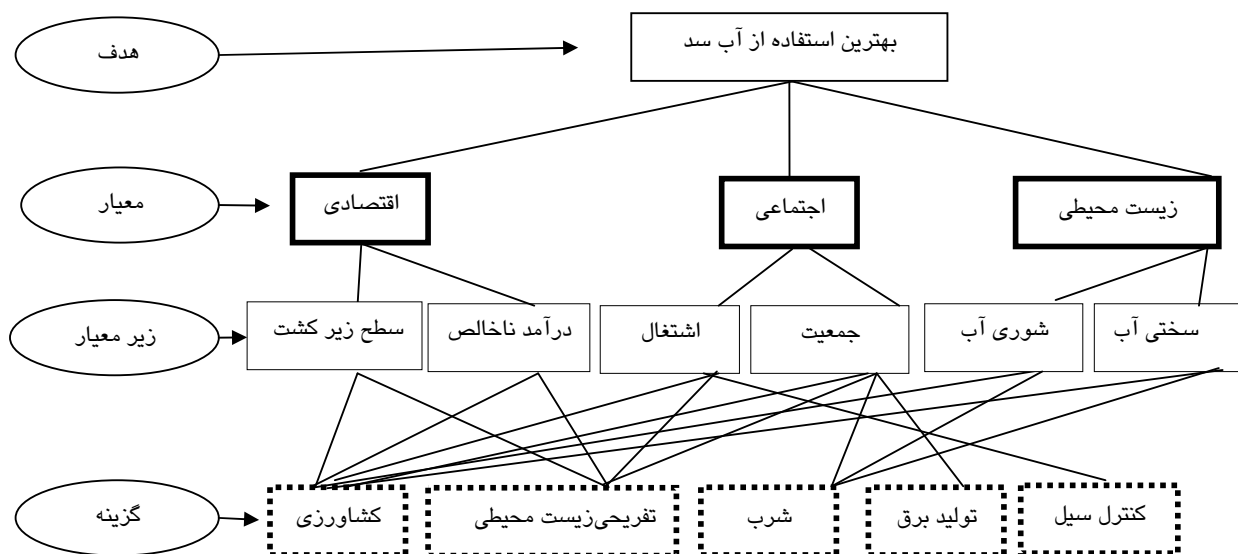 هدف
بهترین استفاده از آب سد
معیار
اقتصادی
اجتماعی
زیست محیطی
زیر معیار
سطح زیر کشت
درآمد ناخالص
اشتغال
جمعیت
شوری آب
سختی آب
گزینه
کشاورزی
تفریحی‌زیست محیطی
شرب
تولید برق
کنترل سیل